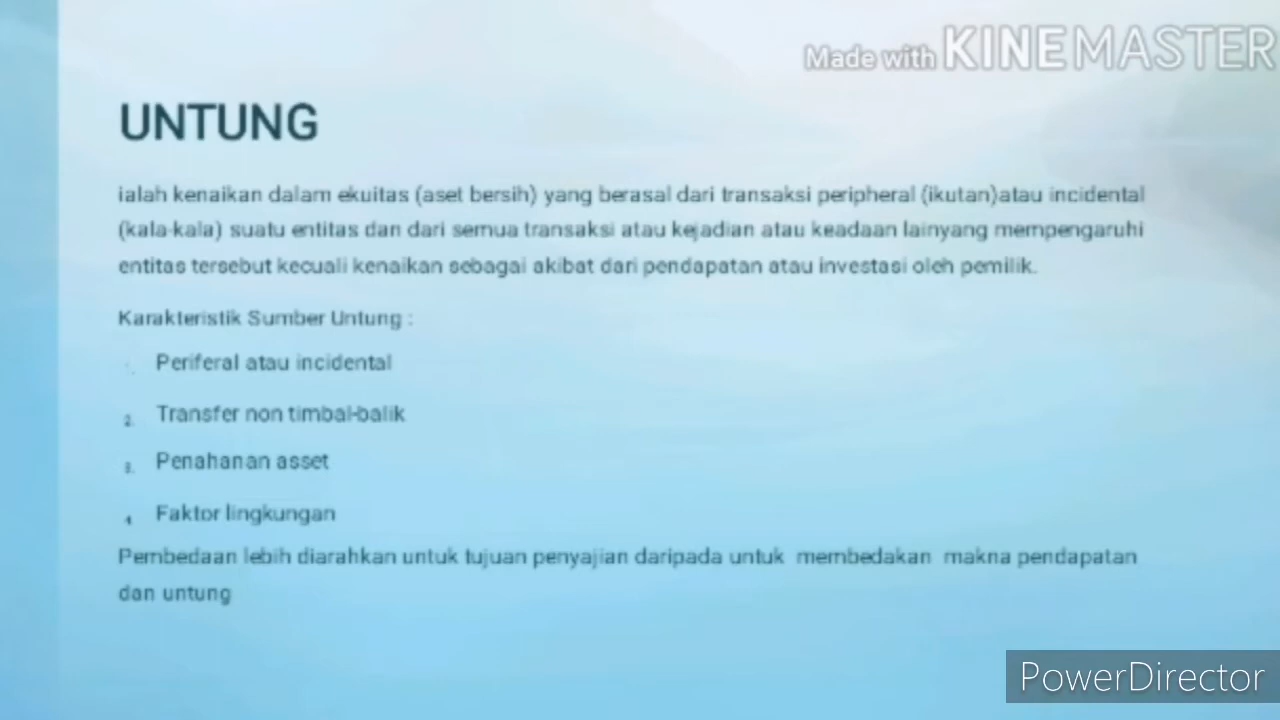 Made with KINEMASTER
UNTUNG
ialah kenaikan dalam ekuitas (aset bersih) yang berasal dari transaksi peripheral (ikutan)atau incidental
(kala-kala) suatu entitas dan dari semua transaksi atau kejadian atau keadaan lainyang mempengaruhi
entitas tersebut kecuali kenaikan sebagai akibat dari pendapatan atau investasi oleh pemilik.
Karakteristik Sumber Untung :
1. Periferal atau incidental
2. Transfer non timbal-balik
3. Penahanan asset
4. Faktor lingkungan
Pembedaan lebih diarahkan untuk tujuan penyajian daripada untuk membedakan makna pendapatan
dan untung
PowerDirector